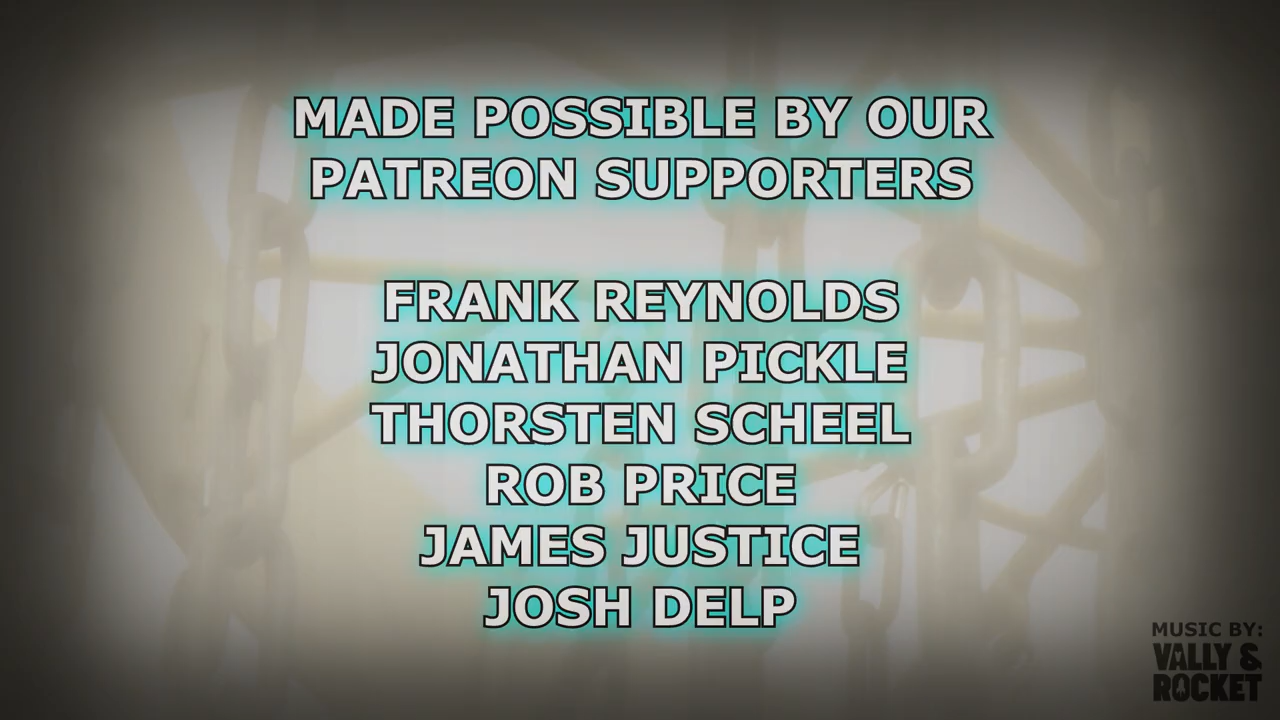 MADE POSSIBLE BY OUR
PATREON SUPPORTERS
FRANK REYNOLDS
JONATHAN PICKLE
THORSTEN SCHEEL
ROB PRICE
JAMES JUSTICE
JOSH DELP
MUSIC BY:
VALLY &
ROCKET